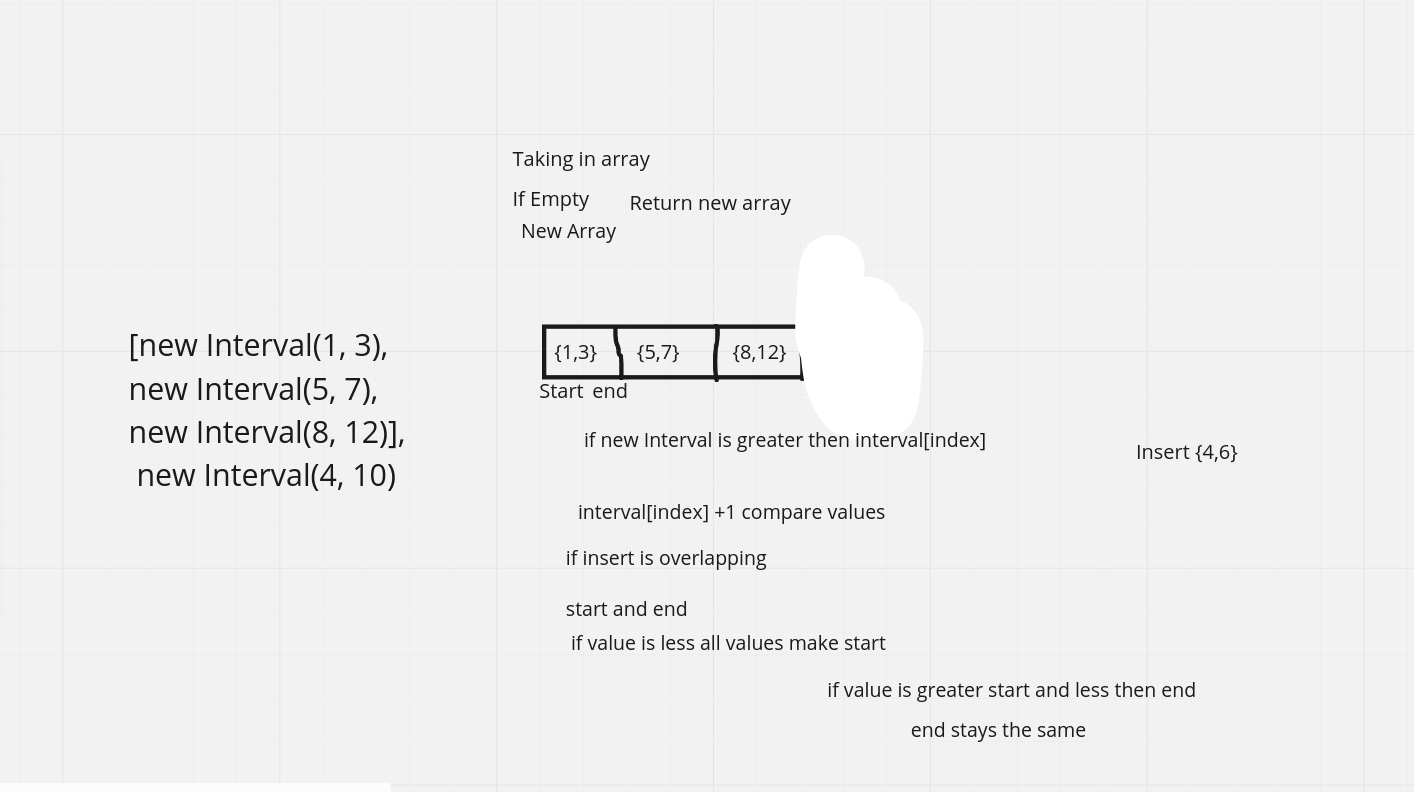 Taking in array
If Empty
Return new array
New Array
[new Interval(1, 3),
new Interval(5, 7),
new Interval(8, 12)],
new Interval(4, 10)
{1,3} {5,7} {8,12}
Start end
if new Interval is greater then interval[index]
Insert {4,6}
interval[index] +1 compare values
if insert is overlapping
start and end
if value is less all values make start
if value is greater start and less then end
end stays the same